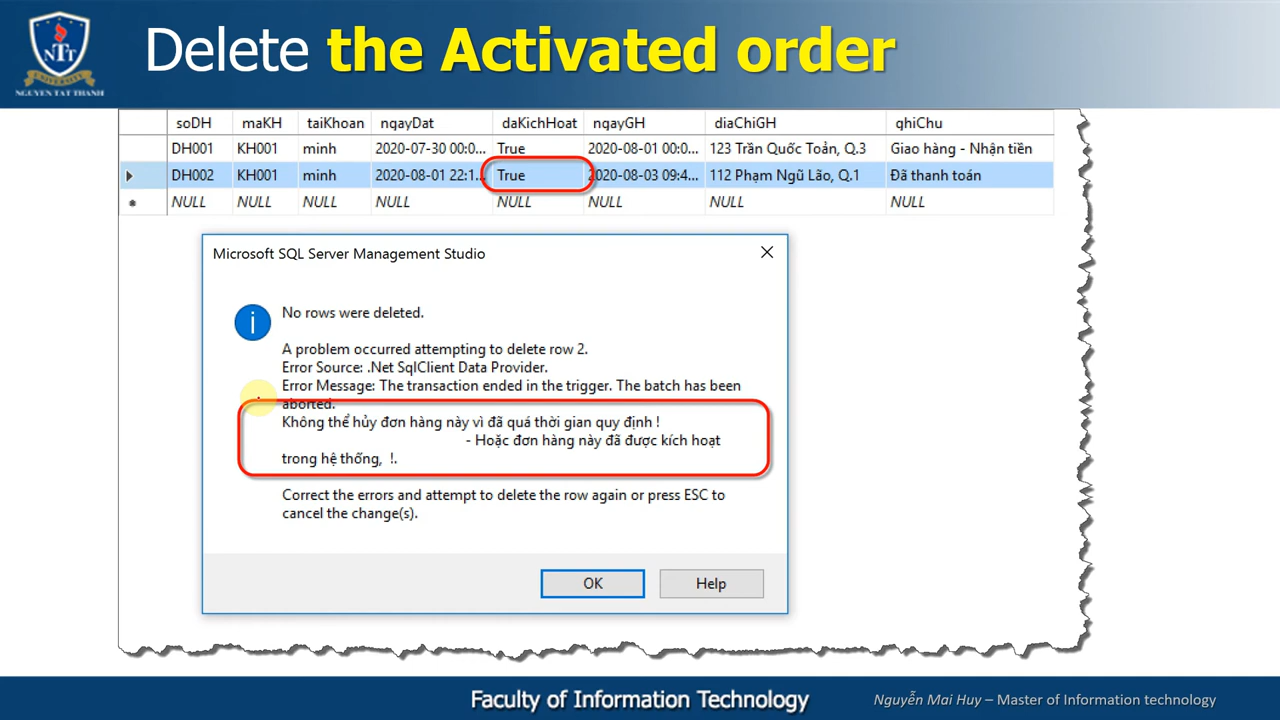 NTT
UNIVERSITY
NGUYEN TAT THANH
Delete the Activated order
soDH maKH taiKhoan ngayDat daKichHoat ngayGH diaChiGH ghiChu
DH001 KH001 minh 2020-07-30 00:0... True 2020-08-01 00:0... 123 Trần Quốc Toản, Q.3 Giao hàng - Nhận tiền
DH002 KH001 minh 2020-08-01 22:1... True 2020-08-03 09:4... 112 Phạm Ngũ Lão, Q.1 Đã thanh toán
NULL NULL NULL NULL NULL NULL NULL NULL
Microsoft SQL Server Management Studio
No rows were deleted.
A problem occurred attempting to delete row 2.
Error Source: .Net SqlClient Data Provider.
Error Message: The transaction ended in the trigger. The batch has been
aborted.
Không thể hủy đơn hàng này vì đã quá thời gian quy định !
- Hoặc đơn hàng này đã được kích hoạt
trong hệ thống, !.
Correct the errors and attempt to delete the row again or press ESC to
cancel the change(s).
OK Help
Faculty of Information Technology
Nguyễn Mai Huy – Master of Information technology